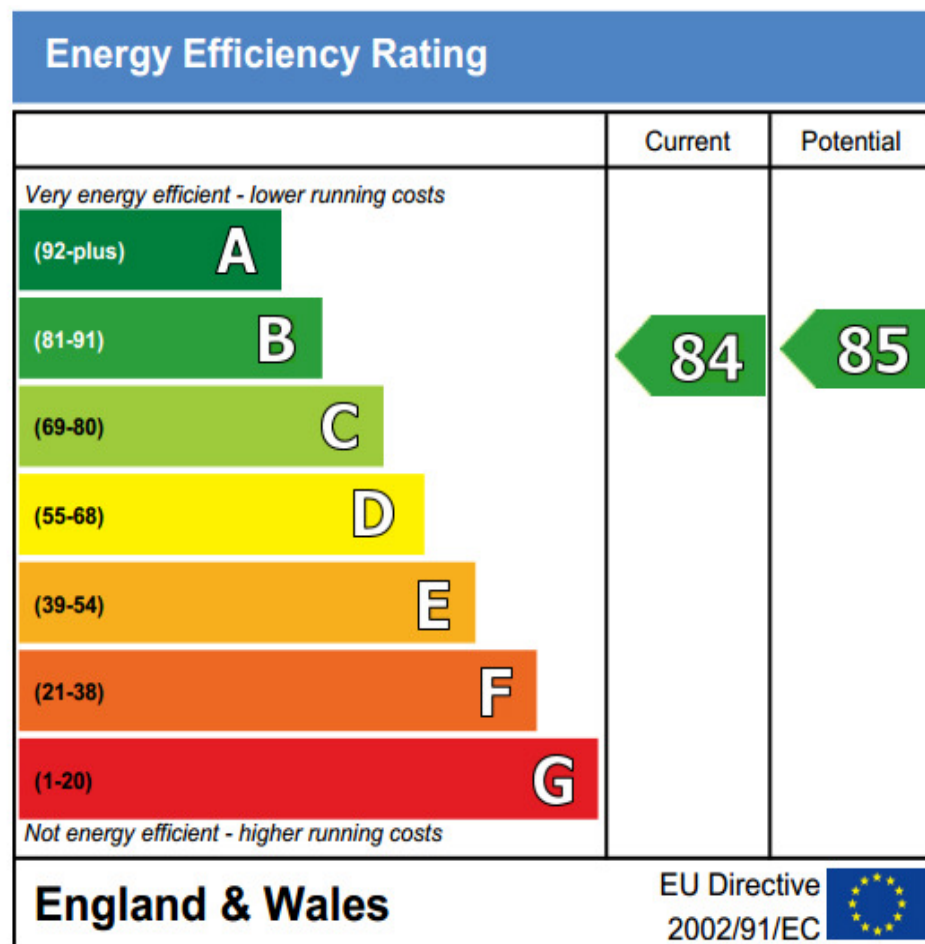 Energy Efficiency Rating
Current Potential
Very energy efficient - lower running costs
(92-plus) A
(81-91) B
84 85
(69-80) C
(55-68) D
(39-54) E
(21-38) F
(1-20) G
Not energy efficient - higher running costs
England & Wales
EU Directive
2002/91/EC